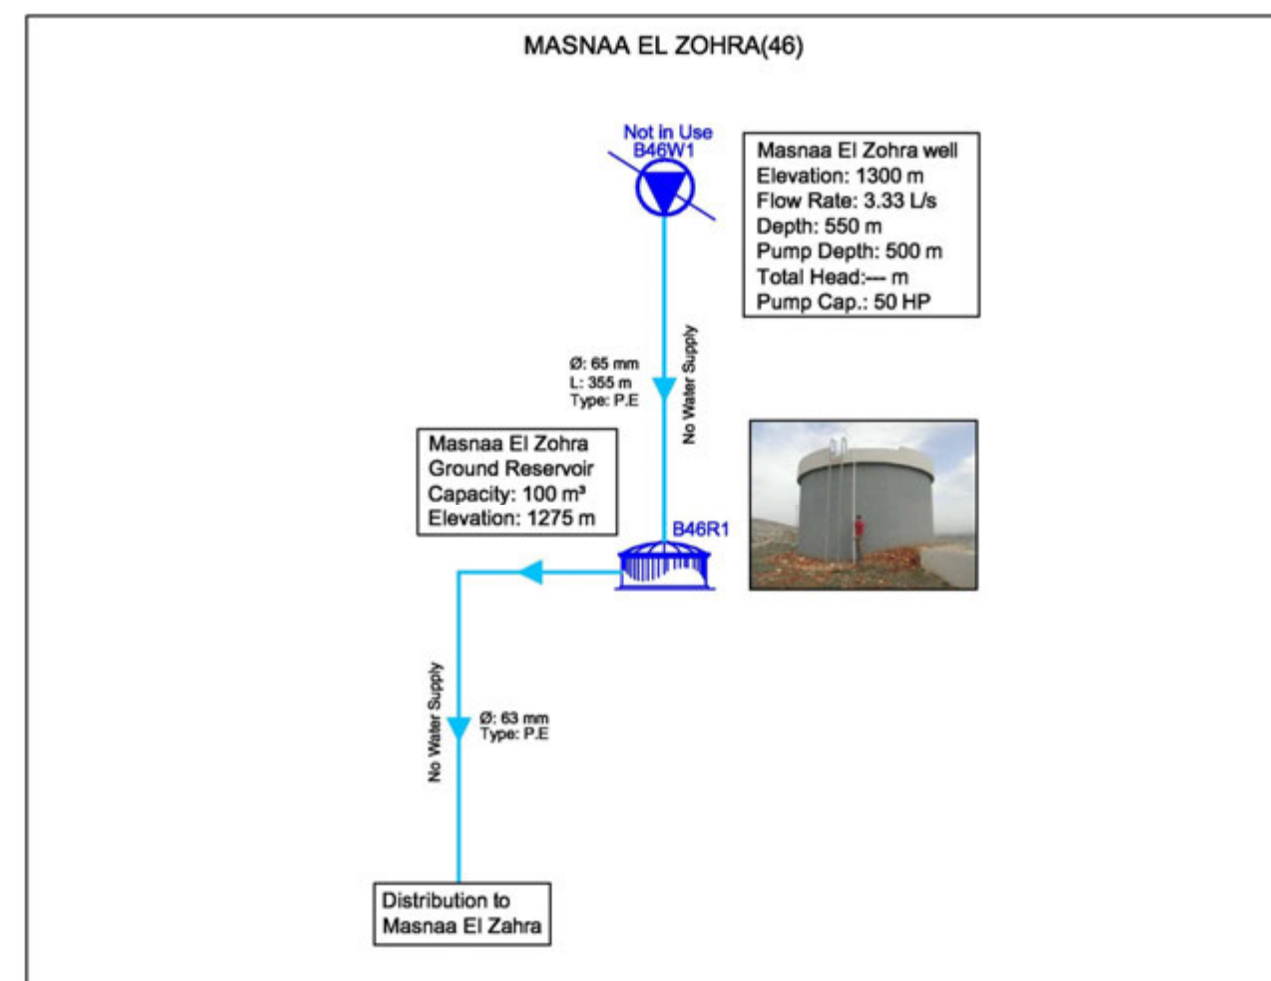 MASNAA EL ZOHRA(46)
Not in Use
B46W1
Masnaa El Zohra well
Elevation: 1300 m
Flow Rate: 3.33 L/s
Depth: 550 m
Pump Depth: 500 m
Total Head:--- m
Pump Cap.: 50 HP
Ø: 65 mm
L: 355 m
Type: P.E
No Water Supply
Masnaa El Zohra
Ground Reservoir
Capacity: 100 m³
Elevation: 1275 m
B46R1
No Water Supply
Ø: 63 mm
Type: P.E
Distribution to
Masnaa El Zahra